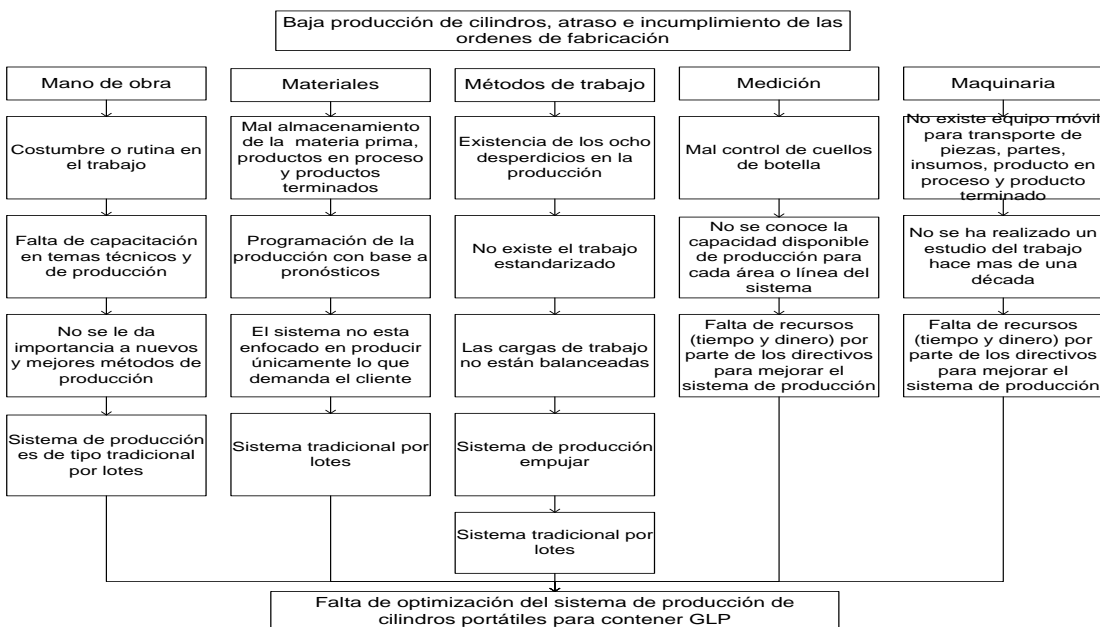 Baja producción de cilindros, atraso e incumplimiento de las
ordenes de fabricación
Mano de obra
Materiales
Métodos de trabajo
Medición
Maquinaria
Costumbre o rutina en
el trabajo
Mal almacenamiento
de la  materia prima,
productos en proceso
y productos
terminados
Existencia de los ocho
desperdicios en la
producción
Mal control de cuellos
de botella
No existe equipo móvil
para transporte de
piezas, partes,
insumos, producto en
proceso y producto
terminado
Falta de capacitación
en temas técnicos y
de producción
Programación de la
producción con base a
pronósticos
No existe el trabajo
estandarizado
No se conoce la
capacidad disponible
de producción para
cada área o línea del
sistema
No se ha realizado un
estudio del trabajo
hace mas de una
década
No se le da
importancia a nuevos
y mejores métodos de
producción
El sistema no esta
enfocado en producir
únicamente lo que
demanda el cliente
Las cargas de trabajo
no están balanceadas
Falta de recursos
(tiempo y dinero) por
parte de los directivos
para mejorar el
sistema de producción
Falta de recursos
(tiempo y dinero) por
parte de los directivos
para mejorar el
sistema de producción
Sistema de producción
es de tipo tradicional
por lotes
Sistema tradicional por
lotes
Sistema de producción
empujar
Sistema tradicional por
lotes
Falta de optimización del sistema de producción de
cilindros portátiles para contener GLP